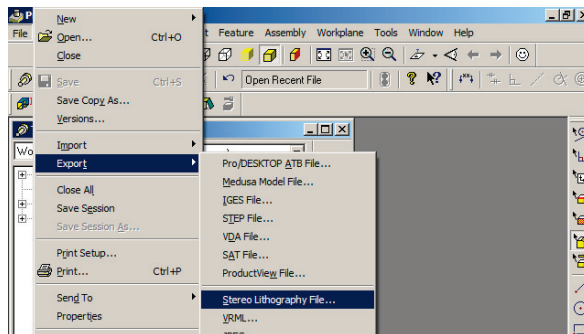 P
File
t Feature Assembly Workplane Tools Window Help
New
Open... Ctrl+O
Close
Save Ctrl+S
Save Copy As...
Versions...
Import
Export
Close All
Save Session
Save Session As...
Print Setup...
Print... Ctrl+P
Send To
Properties
Open Recent File
Wo
Pro/DESKTOP ATB File...
Medusa Model File...
IGES File...
STEP File...
VDA File...
SAT File...
ProductView File...
Stereo Lithography File...
VRML...